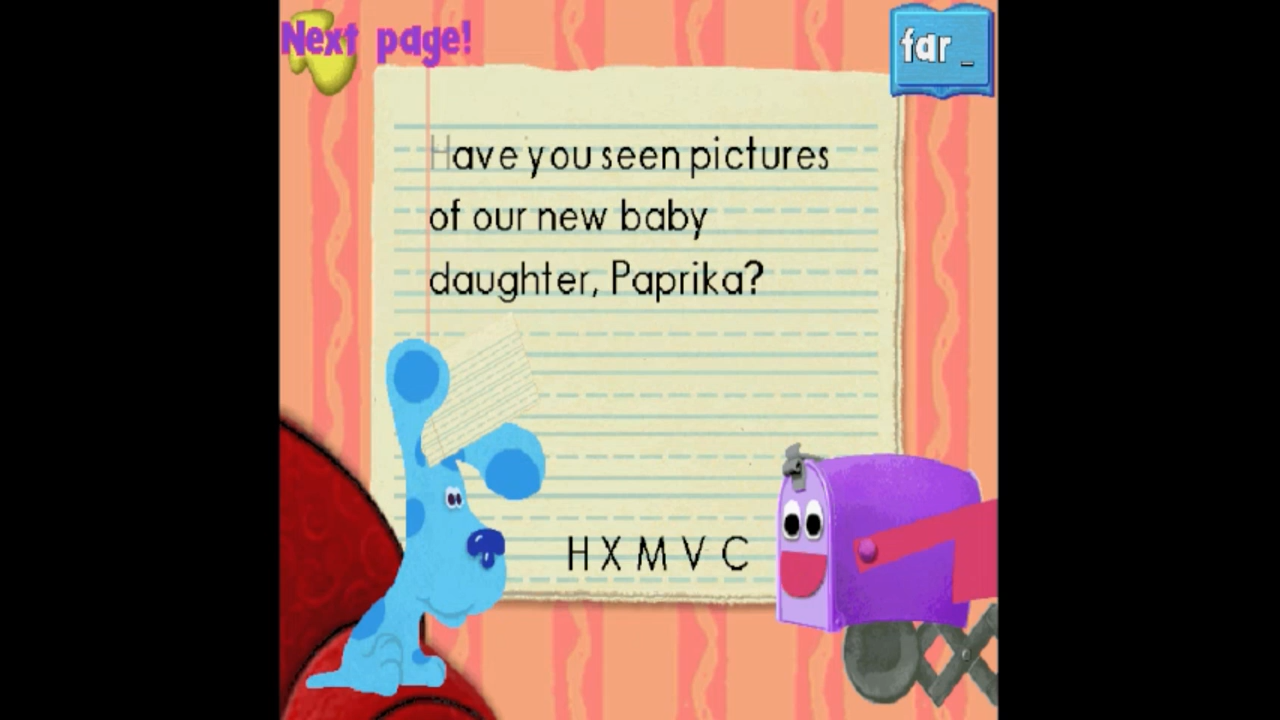 Next page!
far _
Have you seen pictures
of our new baby
daughter, Paprika?
H X M V C